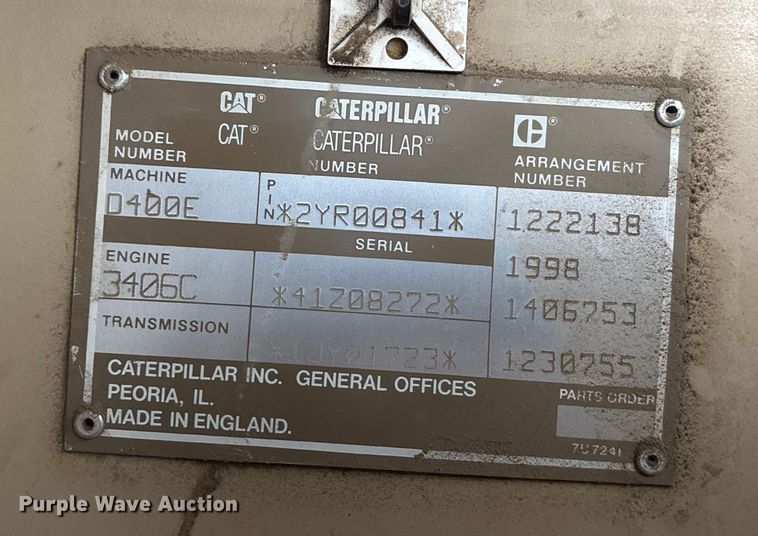 CAT® CATERPILLAR®
CAT® CATERPILLAR®
MODEL NUMBER NUMBER ARRANGEMENT NUMBER
MACHINE
D400E PIN *2YR00841* 1222138
SERIAL
1998
ENGINE
3406C *41Z08272* 1406753
TRANSMISSION 1230755
CATERPILLAR INC. GENERAL OFFICES
PEORIA, IL.
MADE IN ENGLAND.
PARTS ORDER
7U7241
Purple Wave Auction